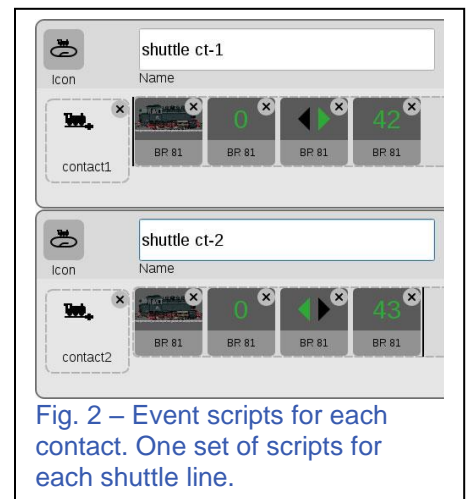 shuttle ct-1
Icon
Name
0
42
BR 81
BR 81
BR 81
BR 81
contact1
shuttle ct-2
Icon
Name
0
43
BR 81
BR 81
BR 81
BR 81
contact2
Fig. 2 – Event scripts for each
contact. One set of scripts for
each shuttle line.